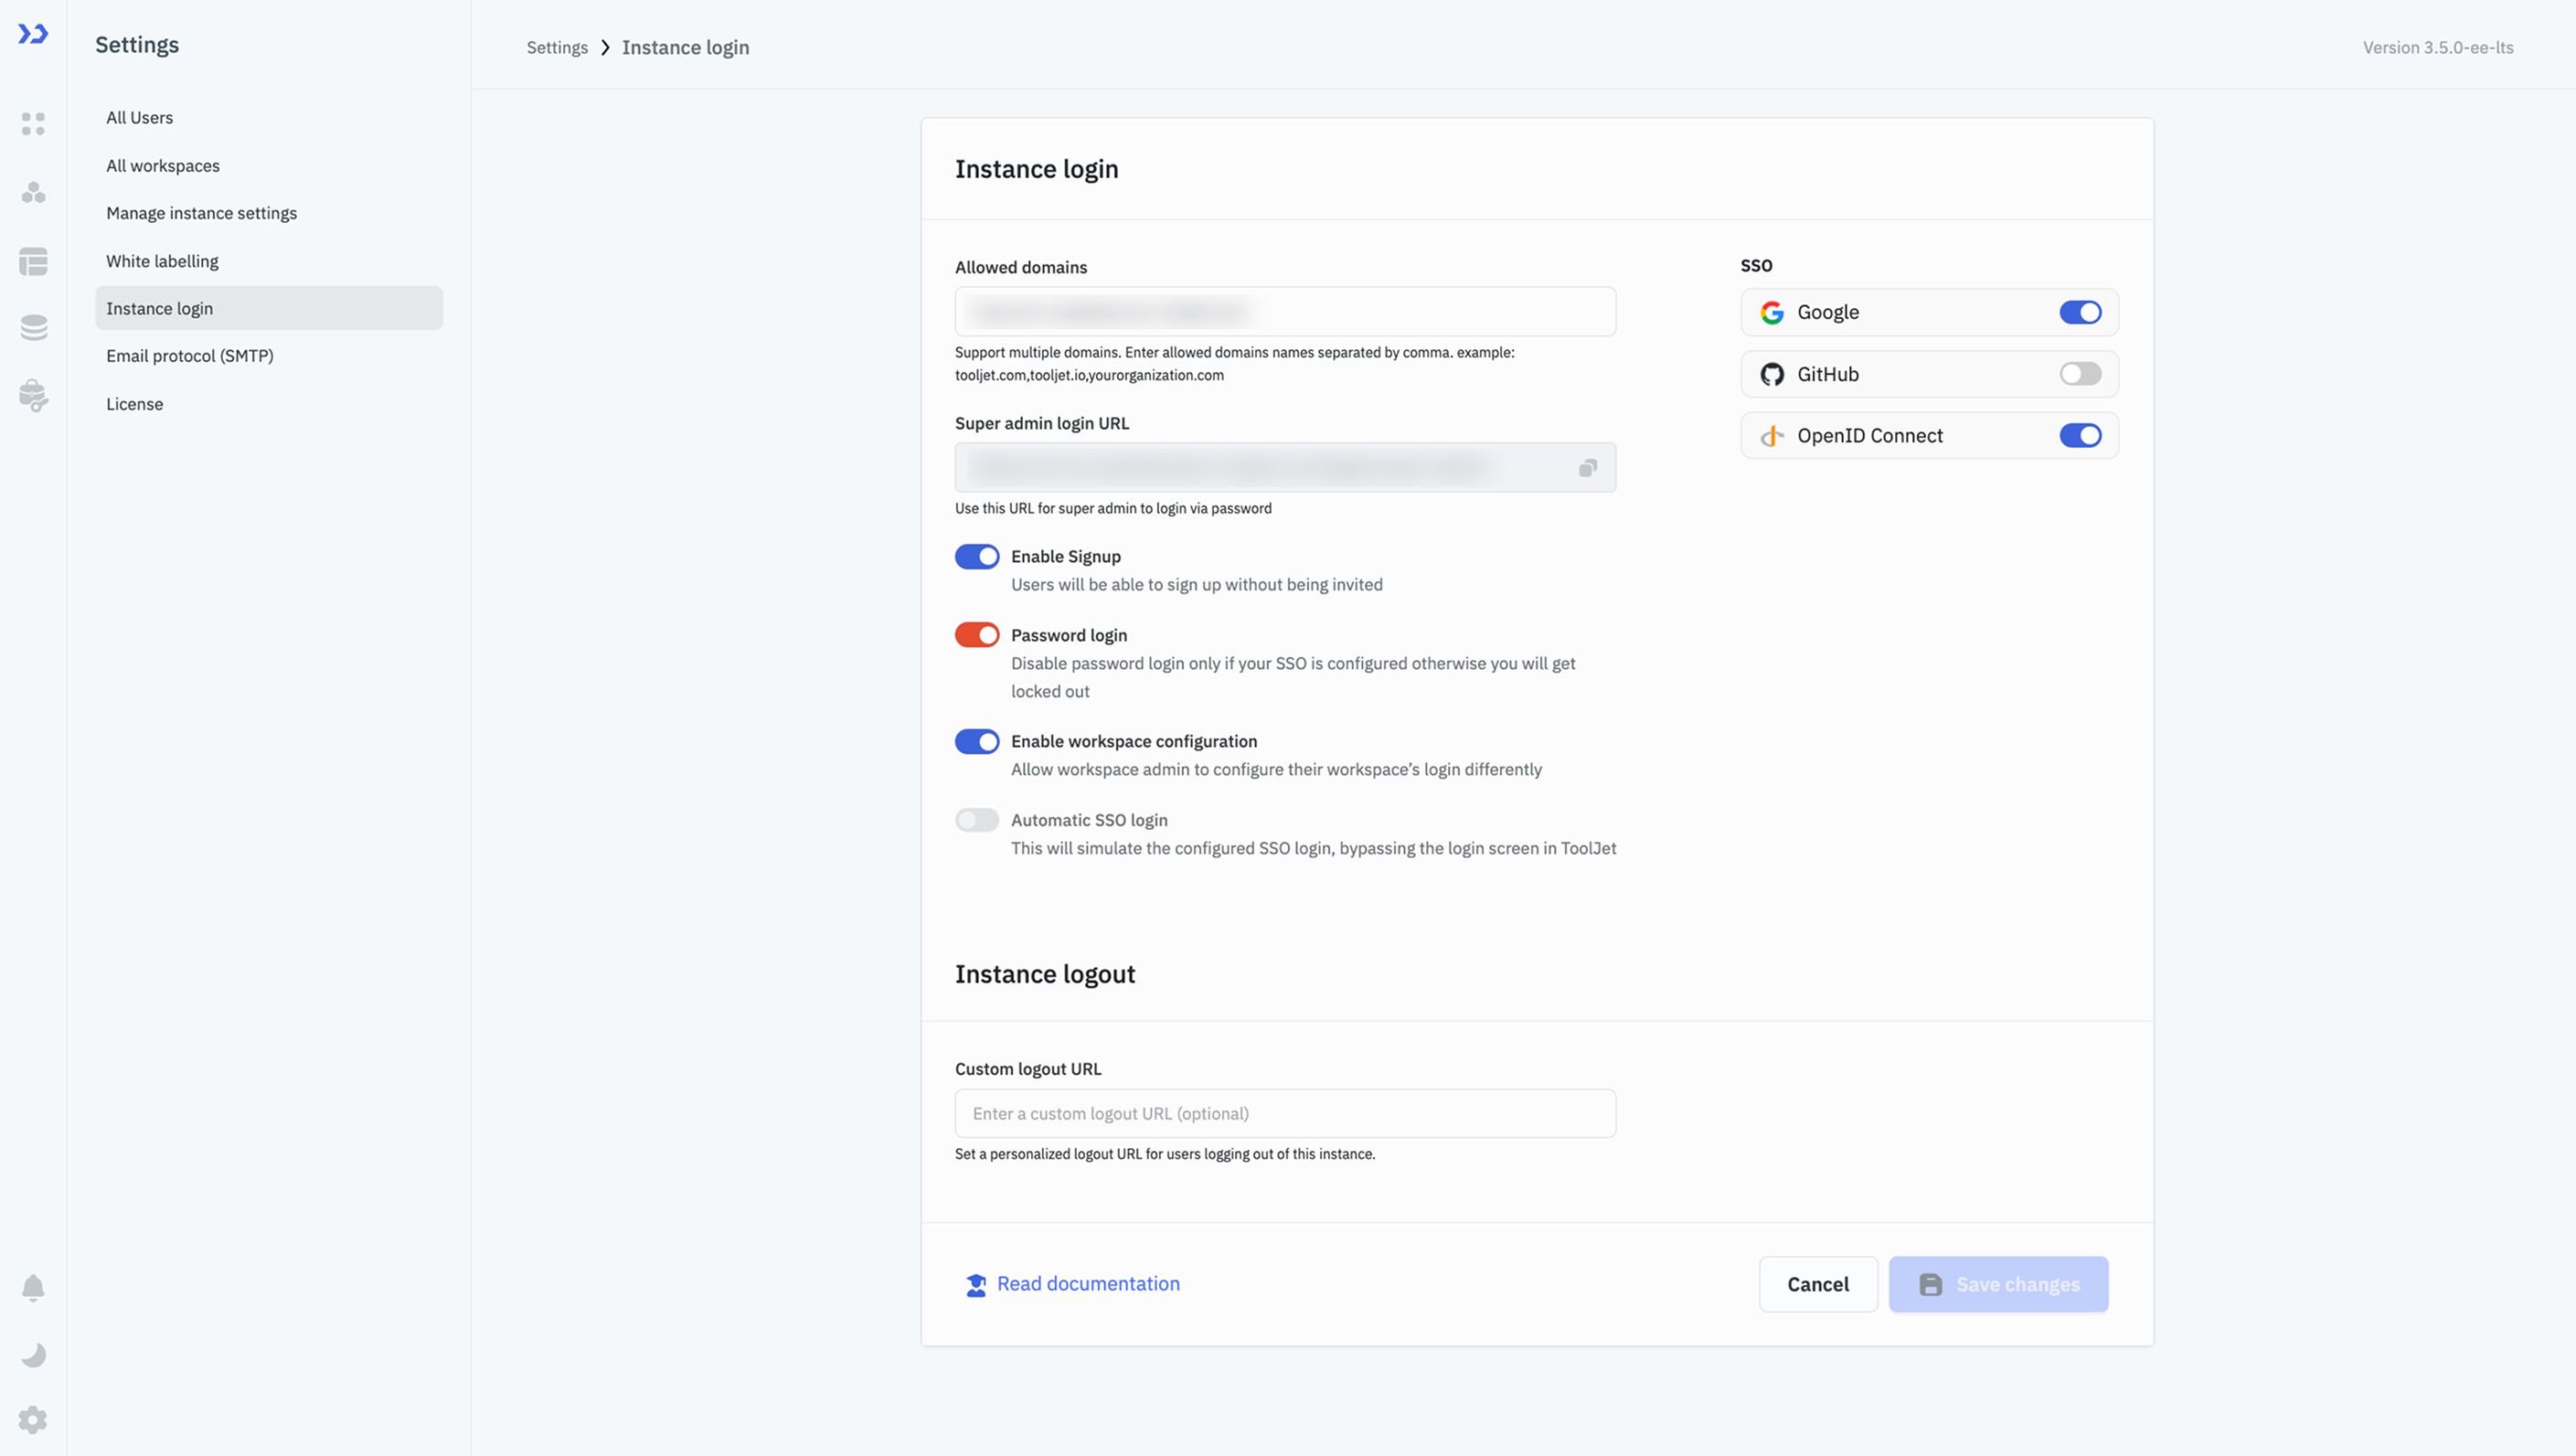 Settings
All Users
All workspaces
Manage instance settings
White labelling
Instance login
Email protocol (SMTP)
License
Settings
Instance login
Version 3.5.0-ee-lts
Instance login
Allowed domains
Support multiple domains. Enter allowed domains names separated by comma. example:
tooljet.com,tooljet.io,yourorganization.com
Super admin login URL
Use this URL for super admin to login via password
Enable Signup
Users will be able to sign up without being invited
Password login
Disable password login only if your SSO is configured otherwise you will get
locked out
Enable workspace configuration
Allow workspace admin to configure their workspace's login differently
Automatic SSO login
This will simulate the configured SSO login, bypassing the login screen in ToolJet
SSO
Google
GitHub
OpenID Connect
Instance logout
Custom logout URL
Enter a custom logout URL (optional)
Set a personalized logout URL for users logging out of this instance.
Read documentation
Cancel
Save changes